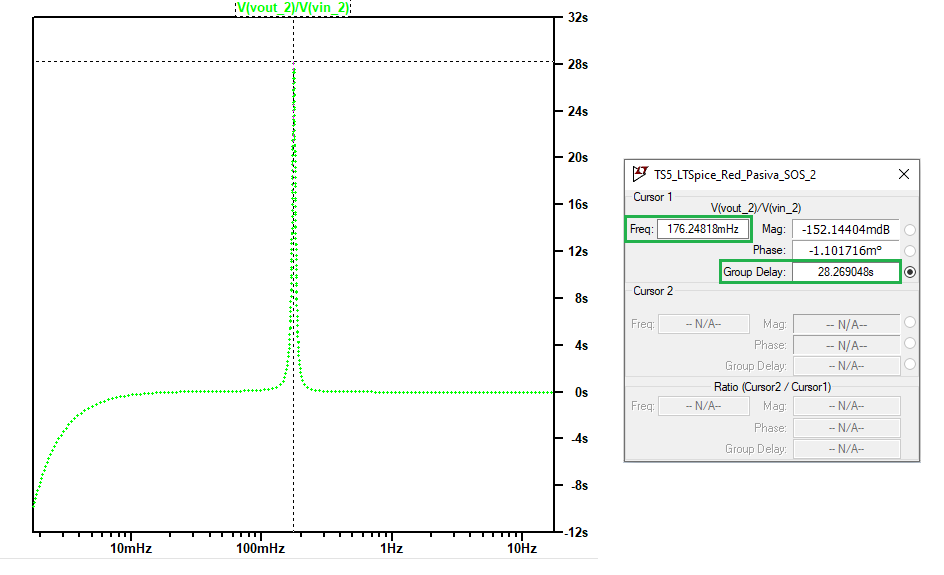 V(vout_2)/V(vin_2)
32s
28s
24s
20s
16s
12s
8s
4s
0s
-4s
-8s
-12s
10mHz 100mHz 1Hz 10Hz
TS5_LTSpice_Red_Pasiva_SOS_2
Cursor 1
V(vout_2)/V(vin_2)
Freq: 176.24818mHz Mag: -152.14404mdB
Phase: -1.101716m°
Group Delay: 28.269048s
Cursor 2
Freq: -- N/A-- Mag: -- N/A--
Phase: -- N/A--
Group Delay: -- N/A--
Ratio (Cursor2 / Cursor1)
Freq: -- N/A-- Mag: -- N/A--
Phase: -- N/A--
Group Delay: -- N/A--